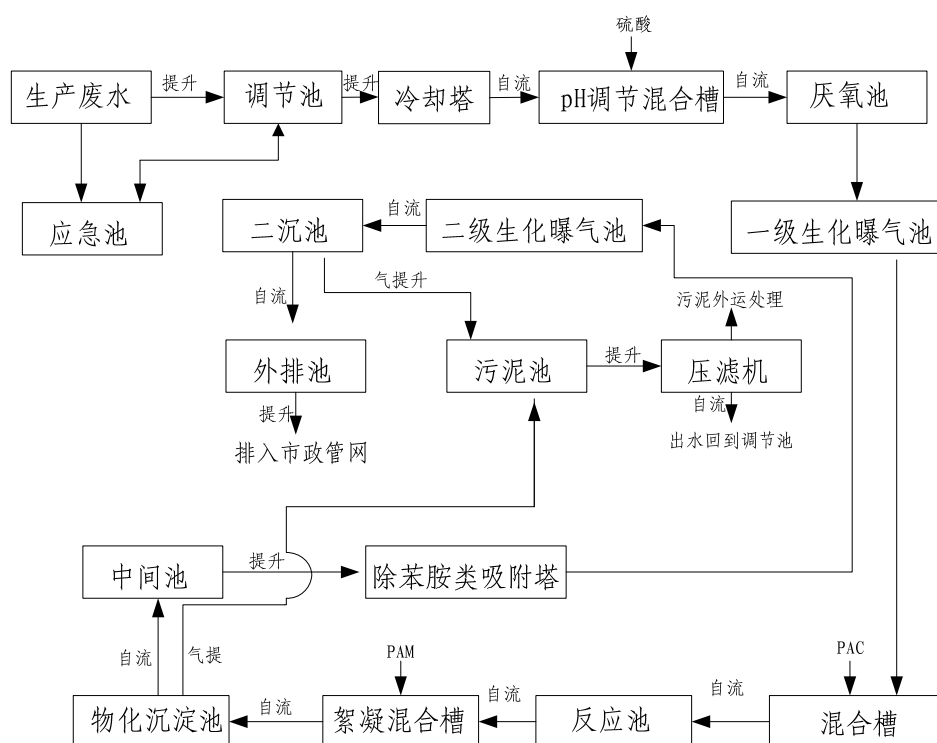 硫酸
生产废水
提升
调节池
提升
冷却塔
自流
pH调节混合槽
自流
厌氧池
应急池
二沉池
自流
二级生化曝气池
一级生化曝气池
自流
气提升
污泥外运处理
外排池
污泥池
提升
压滤机
提升
自流
排入市政管网
出水回到调节池
中间池
提升
除苯胺类吸附塔
自流
气提
PAM
PAC
物化沉淀池
自流
絮凝混合槽
自流
反应池
自流
混合槽